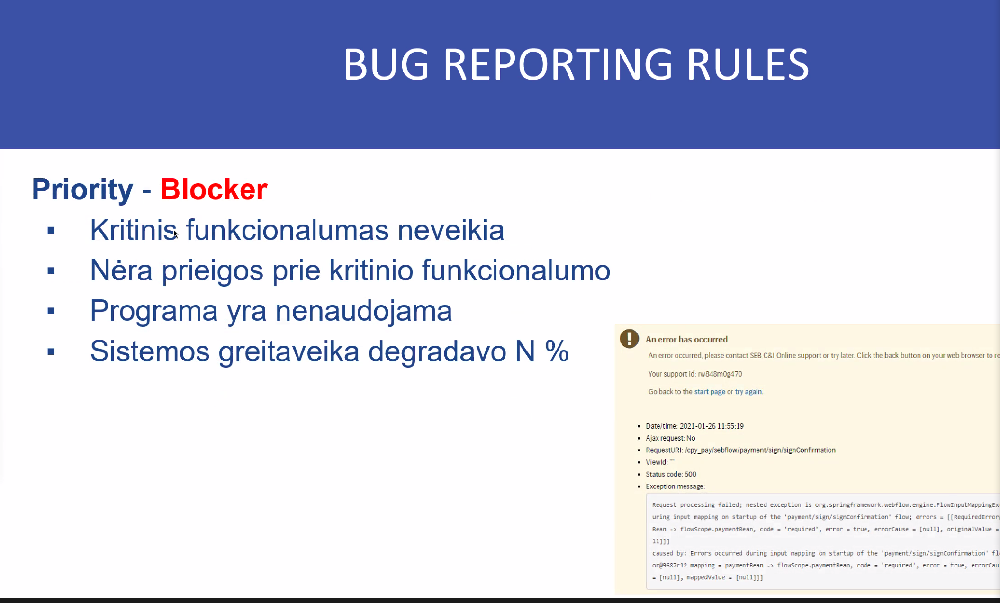 BUG REPORTING RULES
Priority - Blocker
▪ Kritinis funkcionalumas neveikia
▪ Nėra prieigos prie kritinio funkcionalumo
▪ Programa yra nenaudojama
▪ Sistemos greitaveika degradavo N %
An error has occurred
An error occurred, please contact SEB C&I Online support or try later. Click the back button on your web browser to re
Your support id: rw848m0g470
Go back to the start page or try again.
• Date/time: 2021-01-26 11:55:19
• Ajax request: No
• RequestURI: /cpy_pay/sebflow/payment/sign/signConfirmation
• ViewId: ""
• Status code: 500
• Exception message:
Request processing failed; nested exception is org.springframework.webflow.engine.FlowInputMappingEx
uring input mapping on startup of the 'payment/sign/signConfirmation' flow; errors = [[RequiredError
Bean -> flowScope.paymentBean, code = 'required', error = true, errorCause = [null], originalValue =
ll]]]
caused by: Errors occurred during input mapping on startup of the 'payment/sign/signConfirmation' fl
or@9687c12 mapping = paymentBean -> flowScope.paymentBean, code = 'required', error = true, errorCau
= [null], mappedValue = [null]]]